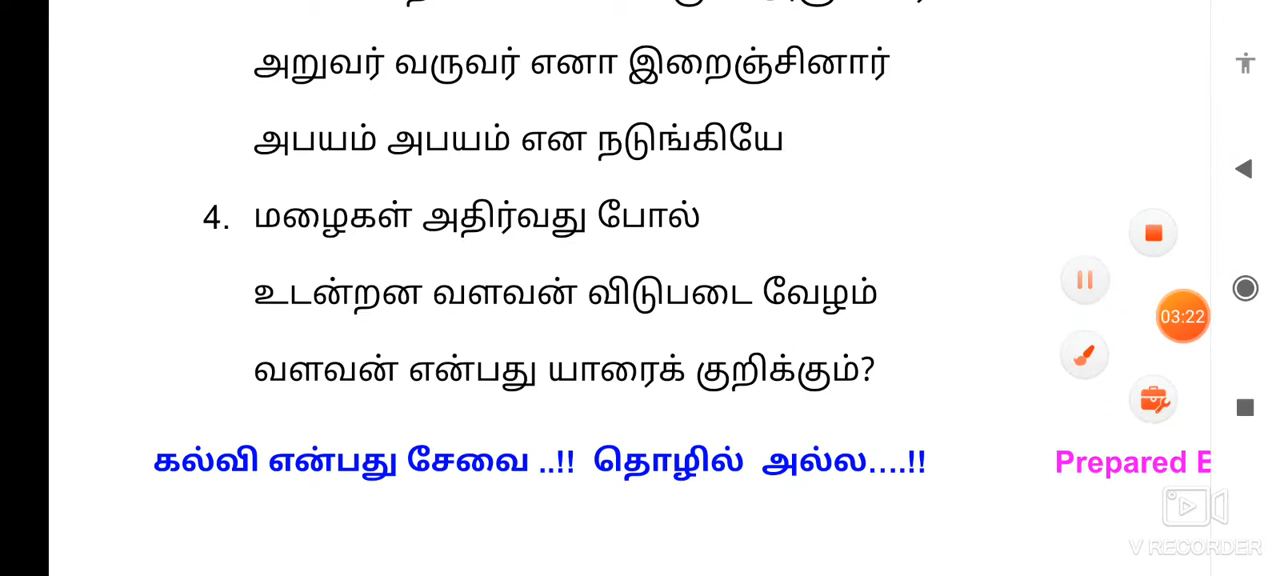 அறுவர் வருவர் எனா இறைஞ்சினார்
அபயம் அபயம் என நடுங்கியே
4. மழைகள் அதிர்வது போல்
உடன்றன வளவன் விடுபடை வேழம்
வளவன் என்பது யாரைக் குறிக்கும்?
03:22
கல்வி என்பது சேவை ..!! தொழில் அல்ல....!! Prepared
V RECORDER